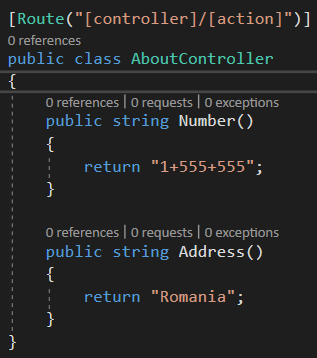 [Route("[controller]/[action]")]
0 references
public class AboutController
{
0 references | 0 requests | 0 exceptions
public string Number()
{
return "1+555+555";
}
0 references | 0 requests | 0 exceptions
public string Address()
{
return "Romania";
}
}